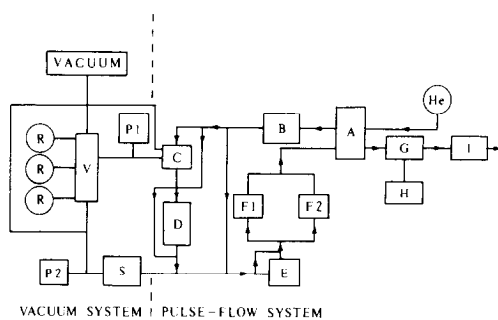 VACUUM
R
R
R
V
P1
C
D
B
A
He
G
I
H
F1
F2
E
P2
S
VACUUM SYSTEM
PULSE-FLOW SYSTEM